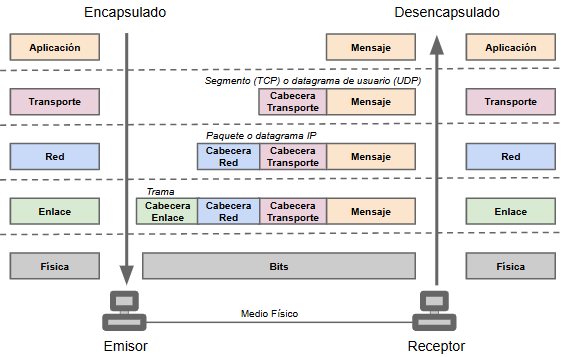 Encapsulado
Desencapsulado
Aplicación
Mensaje
Aplicación
Segmento (TCP) o datagrama de usuario (UDP)
Transporte
Cabecera
Transporte
Mensaje
Transporte
Paquete o datagrama IP
Red
Cabecera
Red
Cabecera
Transporte
Mensaje
Red
Trama
Enlace
Cabecera
Enlace
Cabecera
Red
Cabecera
Transporte
Mensaje
Enlace
Física
Bits
Física
Medio Físico
Emisor
Receptor